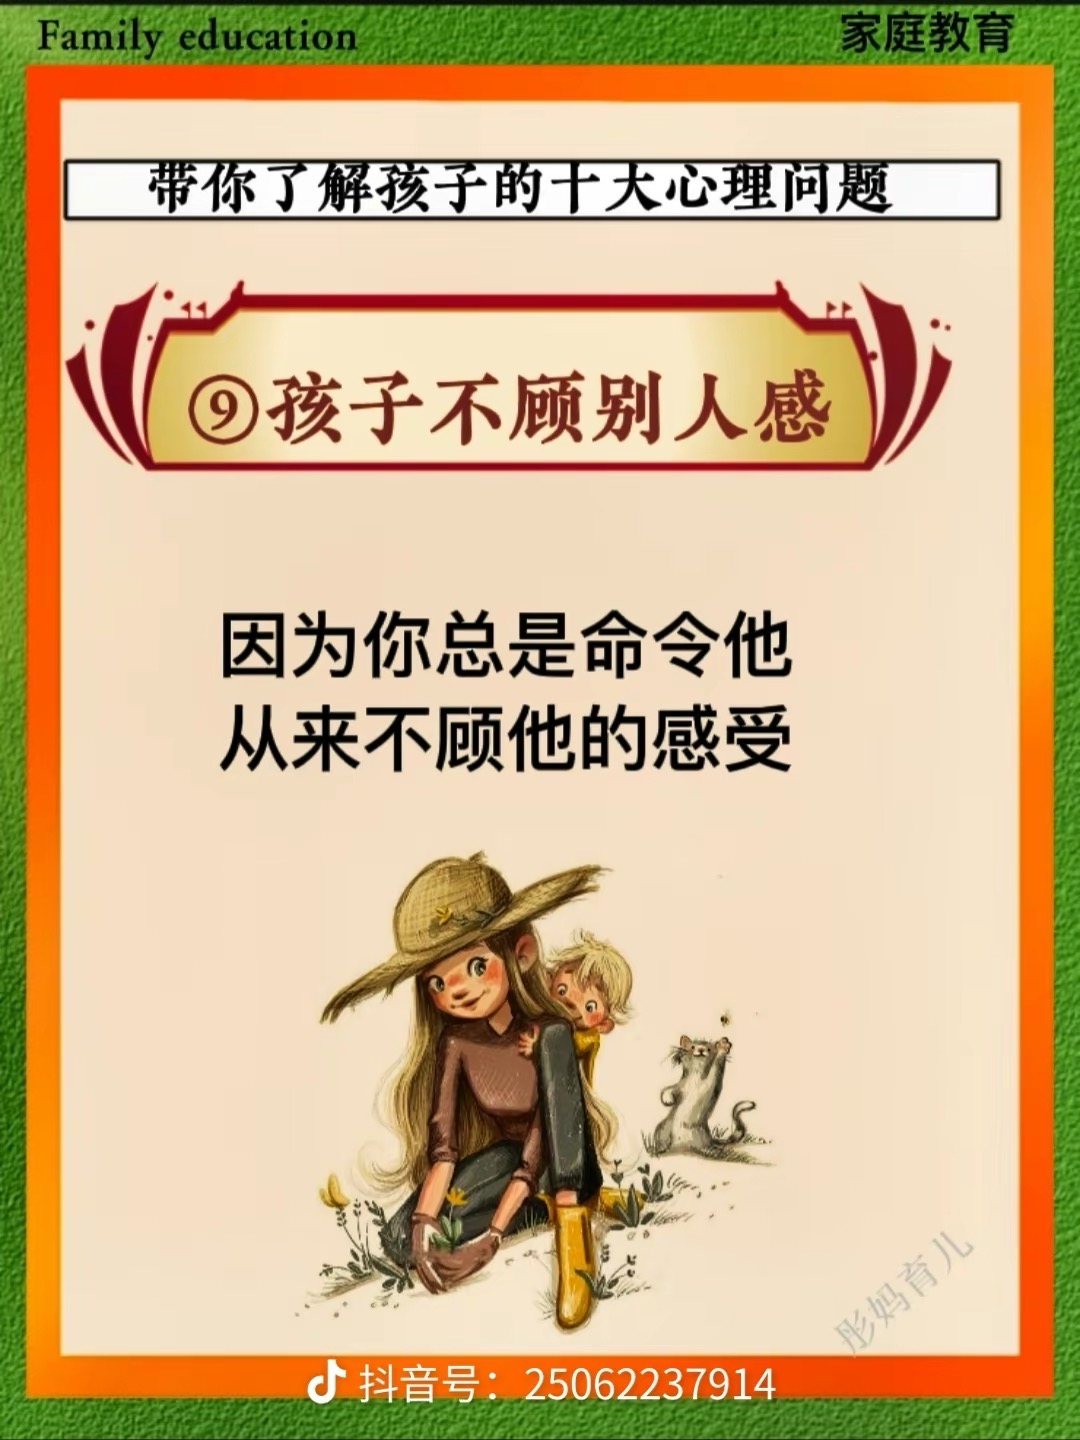 Family education
家庭教育
带你了解孩子的十大心理问题
⑨孩子不顾别人感
因为你总是命令他
从来不顾他的感受
彤妈育儿
抖音号：25062237914